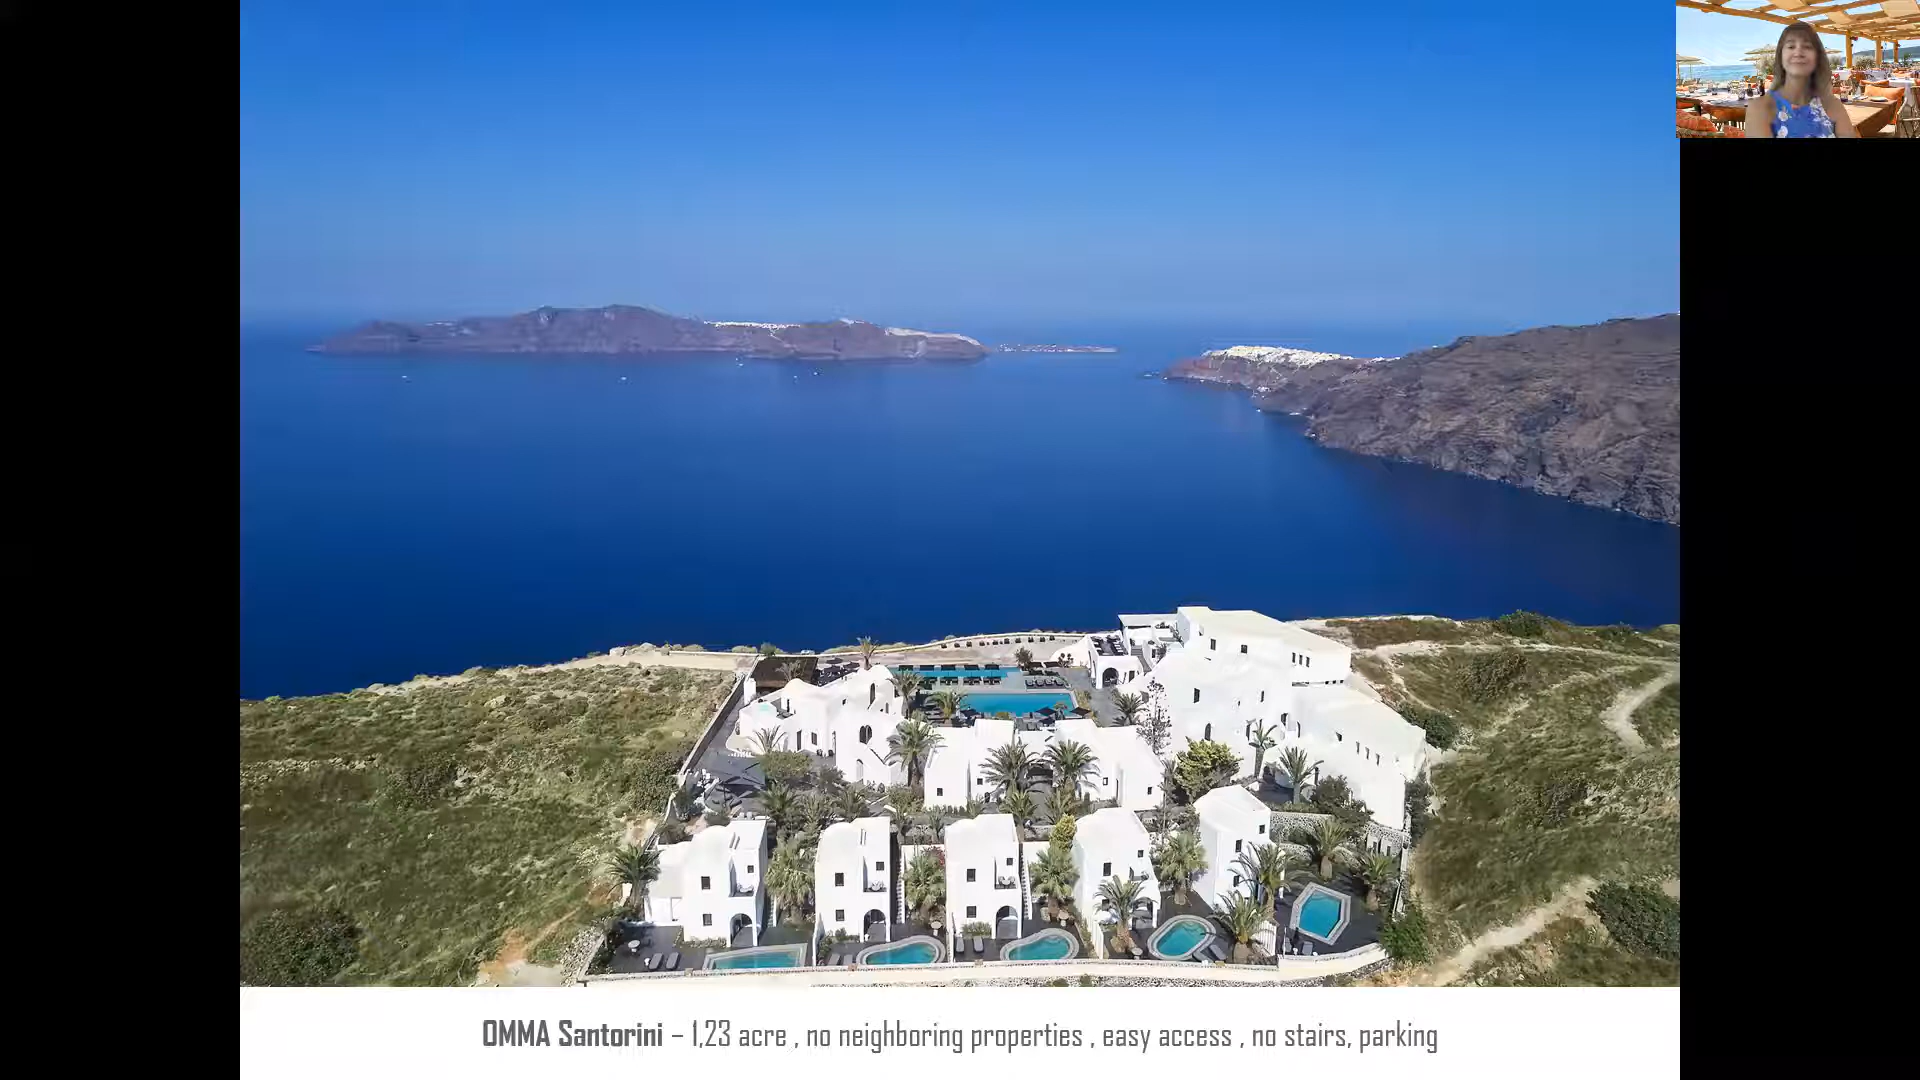 OMMA Santorini – 1,23 acre , no neighboring properties , easy access , no stairs, parking